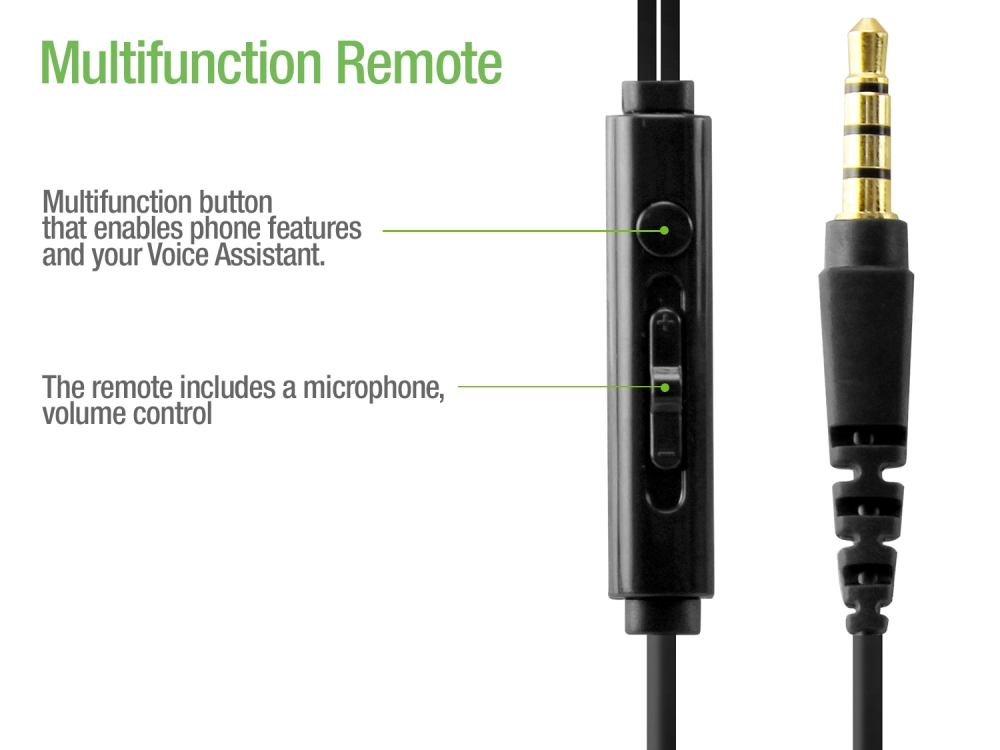 Multifunction Remote
Multifunction button
that enables phone features
and your Voice Assistant.
The remote includes a microphone,
volume control
+
−